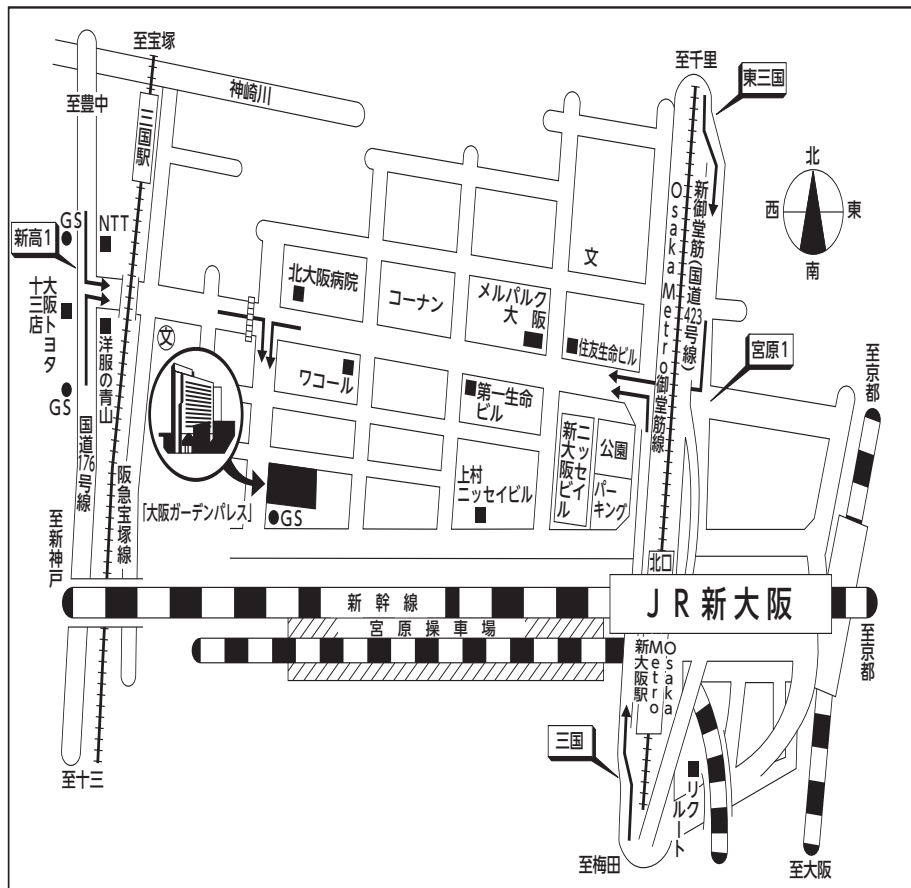 至宝塚
至千里
東三国
神崎川
至豊中
三国駅
北
西
東
南
新御堂筋(国道423号線)
Osaka Metro御堂筋線
GS
NTT
新高1
文
北大阪病院
コーナン
メルパルク
大阪
大阪トヨタ
十三店
洋服の青山
文
住友生命ビル
宮原1
至京都
ワコール
第一生命
ビル
GS
国道176号線
阪急宝塚線
新大阪
ニッセイ
ビル
公園
パー
キング
上村
ニッセイビル
「大阪ガーデンパレス」
GS
至新神戸
北口
新幹線
JR新大阪
宮原操車場
至京都
Osaka
Metro
新大阪駅
三国
リク
ルート
至十三
至梅田
至大阪